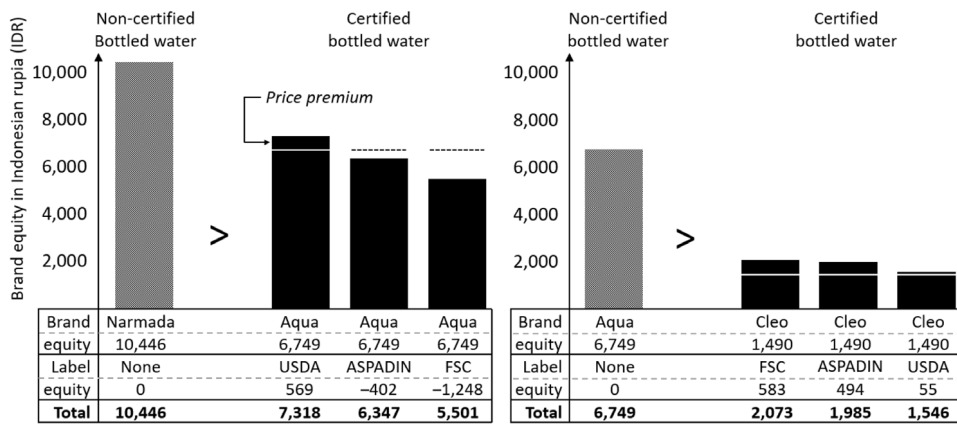 Brand equity in Indonesian rupia (IDR)
Non-certified
Bottled water
Certified
bottled water
10,000
8,000
6,000
4,000
2,000
Price premium
>
Brand Narmada Aqua Aqua Aqua
equity 10,446 6,749 6,749 6,749
Label None USDA ASPADIN FSC
equity 0 569 –402 –1,248
Total 10,446 7,318 6,347 5,501
Non-certified
bottled water
Certified
bottled water
10,000
8,000
6,000
4,000
2,000
>
Brand Aqua Cleo Cleo Cleo
equity 6,749 1,490 1,490 1,490
Label None FSC ASPADIN USDA
equity 0 583 494 55
Total 6,749 2,073 1,985 1,546